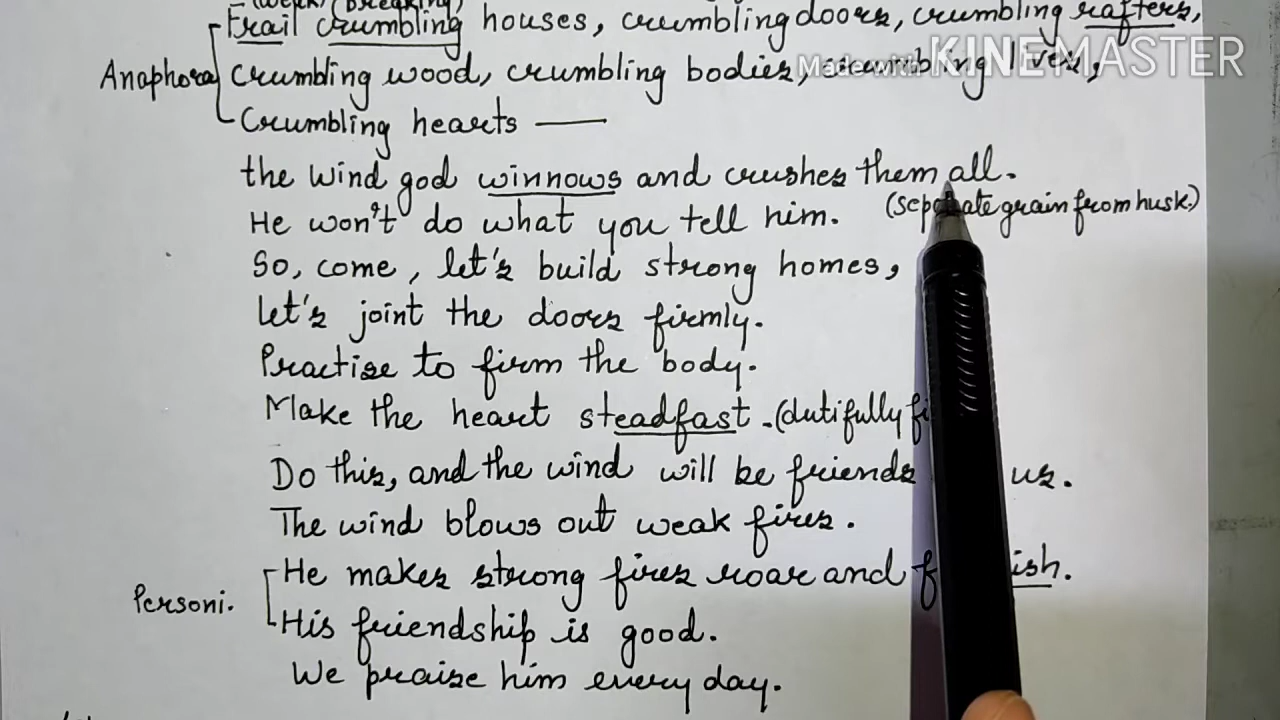 (weak) (breaking)
frail crumbling houses, crumbling doors, crumbling rafters,
Anaphora crumbling wood, crumbling bodies, crumbling lives,
Made with KINEMASTER
Crumbling hearts —
the wind god winnows and crushes them all.
(seperate grain from husk)
He won't do what you tell him.
So, come, let's build strong homes,
Let's joint the doors firmly.
Practise to firm the body.
Make the heart steadfast. (dutifully
Do this, and the wind will be friends us.
The wind blows out weak fires.
He makes strong fires roar and
Personi.
His friendship is good.
We praise him every day.